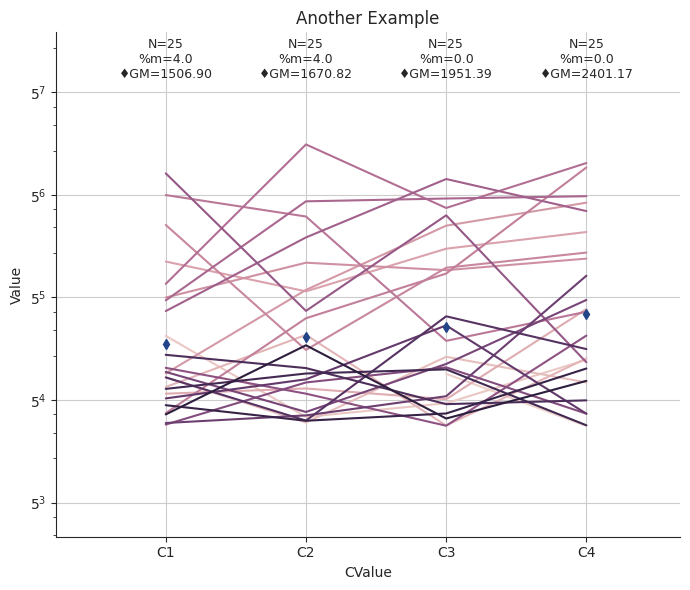 Another Example
N=25 N=25 N=25 N=25
%m=4.0 %m=4.0 %m=0.0 %m=0.0
♦GM=1506.90 ♦GM=1670.82 ♦GM=1951.39 ♦GM=2401.17
5⁷
5⁶
5⁵
5⁴
5³
Value
C1 C2 C3 C4
CValue